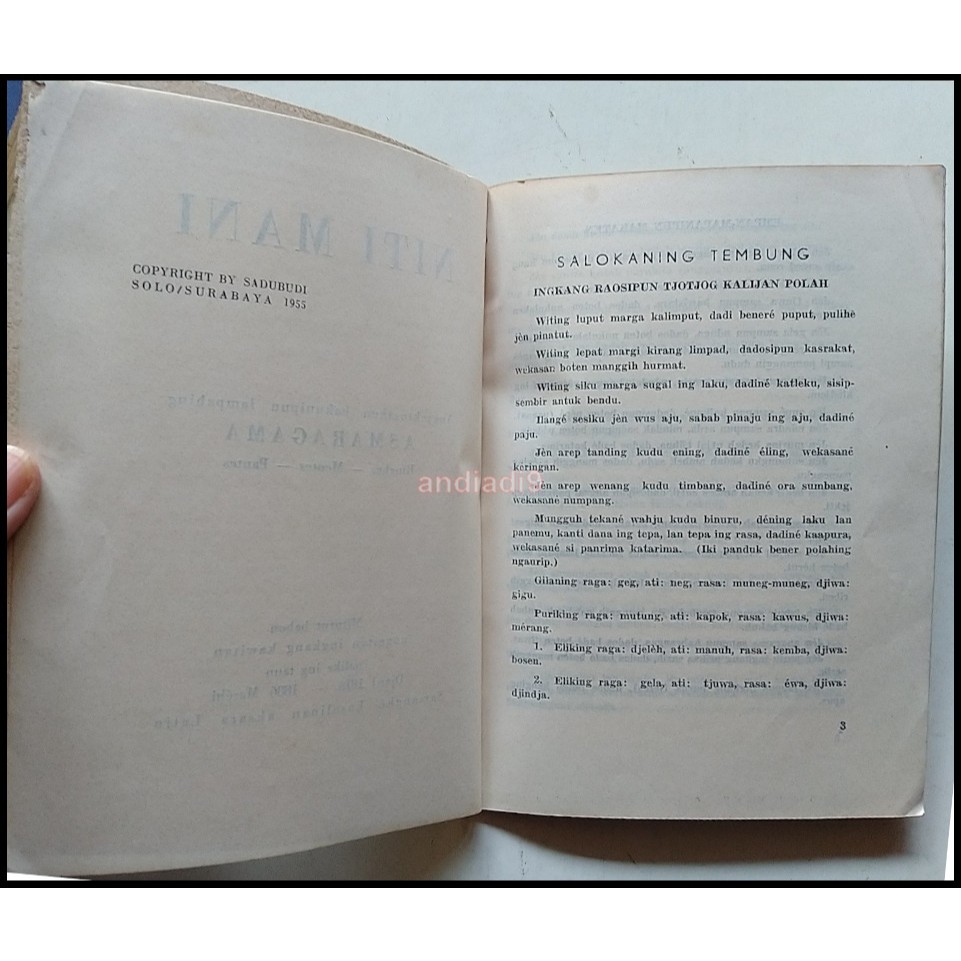 NITI MANI
COPYRIGHT BY SADUBUDI
SOLO/SURABAYA 1955
ASMARAGAMA
andiadi9
SALOKANING TEMBUNG
INGKANG RAOSIPUN TJOTJOG KALIJAN POLAH
Witing luput marga kalimput, dadi beneré puput, pulihe
jèn pinatut.
Witing lepat margi kirang limpad, dadosipun kasrakat,
wekasan boten manggih hurmat.
Witing siku marga sugal ing laku, dadiné katleku, sisip-
sembir antuk bendu.
Ilangé sesiku jèn wus aju, sabab pinaju ing aju, dadiné
paju.
Jèn arep tanding kudu ening, dadiné éling, wekasané
kéringan.
Jèn arep wenang kudu timbang, dadiné ora sumbang,
wekasané numpang.
Mungguh tekané wahju kudu binuru, déning laku lan
panemu, kanti dana ing tepa, lan tepa ing rasa, dadiné kaapura,
wekasané si panrima katarima. (Iki panduk bener polahing
ngaurip.)
Gilaning raga: geg, ati: neg, rasa: muneg-muneg, djiwa:
gigu.
Puriking raga: mutung, ati: kapok, rasa: kawus, djiwa:
mérang.
1. Eliking raga: djelèh, ati: manuh, rasa: kemba, djiwa:
bosen.
2. Eliking raga: gela, ati: tjuwa, rasa: éwa, djiwa:
djindja.
3